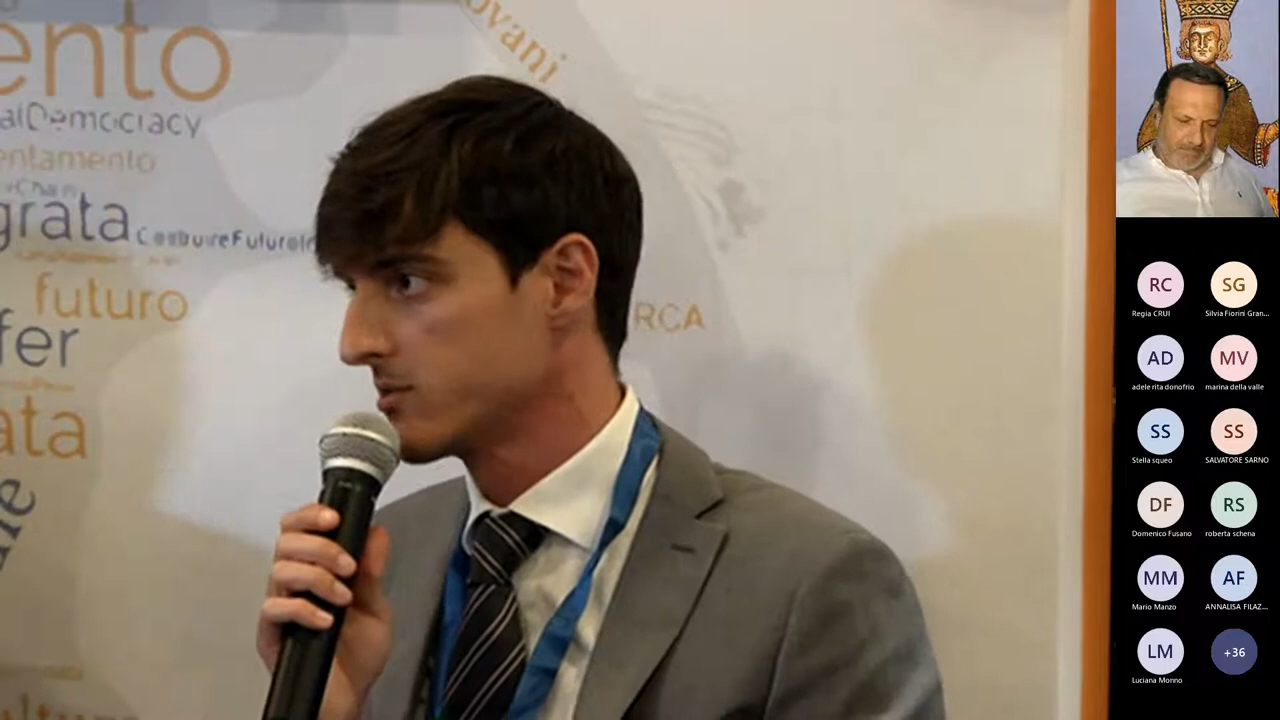 ovani
ento
alDemocracy
entamento
grata
CostruireFuturoIn
futuro
RCA
fer
ata
RC
Regia CRUI
SG
Silvia Fiorini Gran...
AD
adele rita donofrio
MV
marina della valle
SS
Stella squeo
SS
SALVATORE SARNO
DF
Domenico Fusano
RS
roberta schena
MM
Mario Manzo
AF
ANNALISA FILAZ...
LM
Luciana Monno
+36